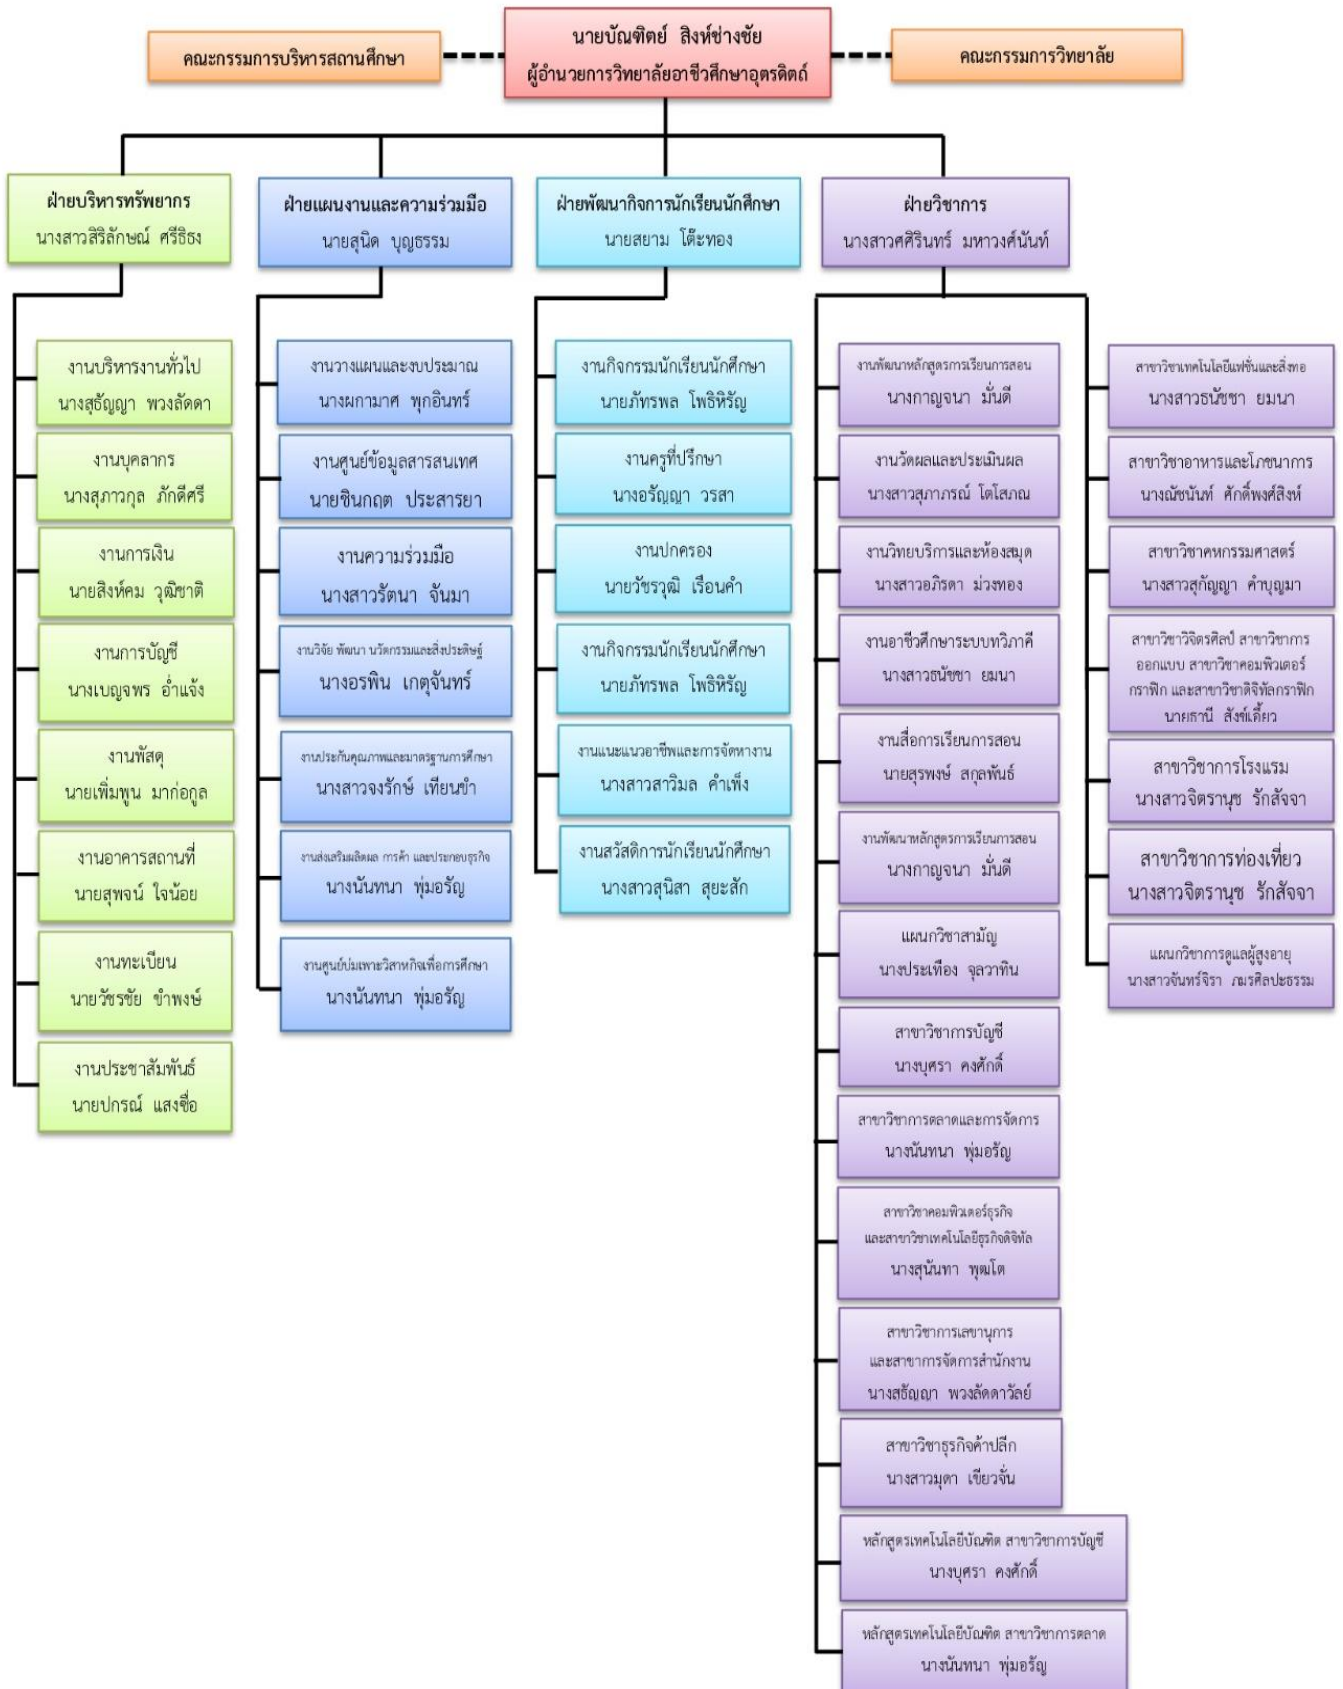 นายบัณฑิตย์ สิงห์ช่างชัย
ผู้อำนวยการวิทยาลัยอาชีวศึกษาอุตรดิตถ์
คณะกรรมการบริหารสถานศึกษา
คณะกรรมการวิทยาลัย
ฝ่ายบริหารทรัพยากร
นางสาวสิริลักษณ์ ศรีธิธง
งานบริหารงานทั่วไป
นางสุธัญญา พวงลัดดา
งานบุคลากร
นางสุภาวกุล ภักดีศรี
งานการเงิน
นายสิงห์คม วุฒิชาติ
งานการบัญชี
นางเบญจพร อ่ำแจ้ง
งานพัสดุ
นายเพิ่มพูน มาก่อกูล
งานอาคารสถานที่
นายสุพจน์ ใจน้อย
งานทะเบียน
นายวัชรชัย ขำพงษ์
งานประชาสัมพันธ์
นายปกรณ์ แสงซื่อ
ฝ่ายแผนงานและความร่วมมือ
นายสุนิด บุญธรรม
งานวางแผนและงบประมาณ
นางผกามาศ พุกอินทร์
งานศูนย์ข้อมูลสารสนเทศ
นายชินกฤต ประสารยา
งานความร่วมมือ
นางสาวรัตนา จันมา
งานวิจัย พัฒนา นวัตกรรมและสิ่งประดิษฐ์
นางอรพิน เกตุจันทร์
งานประกันคุณภาพและมาตรฐานการศึกษา
นางสาวจงรักษ์ เทียนขำ
งานส่งเสริมผลิตผล การค้า และประกอบธุรกิจ
นางนันทนา พุ่มอรัญ
งานศูนย์บ่มเพาะวิสาหกิจเพื่อการศึกษา
นางนันทนา พุ่มอรัญ
ฝ่ายพัฒนากิจการนักเรียนนักศึกษา
นายสยาม โต๊ะทอง
งานกิจกรรมนักเรียนนักศึกษา
นายภัทรพล โพธิหิรัญ
งานครูที่ปรึกษา
นางอรัญญา วรสา
งานปกครอง
นายวัชรวุฒิ เรือนคำ
งานกิจกรรมนักเรียนนักศึกษา
นายภัทรพล โพธิหิรัญ
งานแนะแนวอาชีพและการจัดหางาน
นางสาวสาวิมล คำเพ็ง
งานสวัสดิการนักเรียนนักศึกษา
นางสาวสุนิสา สุยะสัก
ฝ่ายวิชาการ
นางสาวศศิรินทร์ มหาวงศ์นันท์
งานพัฒนาหลักสูตรการเรียนการสอน
นางกาญจนา มั่นดี
งานวัดผลและประเมินผล
นางสาวสุภาภรณ์ โตโสภณ
งานวิทยบริการและห้องสมุด
นางสาวอภิรดา ม่วงทอง
งานอาชีวศึกษาระบบทวิภาคี
นางสาวธนัชชา ยมนา
งานสื่อการเรียนการสอน
นายสุรพงษ์ สกุลพันธ์
งานพัฒนาหลักสูตรการเรียนการสอน
นางกาญจนา มั่นดี
แผนกวิชาสามัญ
นางประเทือง จุลวาทิน
สาขาวิชาการบัญชี
นางบุศรา คงศักดิ์
สาขาวิชาการตลาดและการจัดการ
นางนันทนา พุ่มอรัญ
สาขาวิชาคอมพิวเตอร์ธุรกิจ
และสาขาวิชาเทคโนโลยีธุรกิจดิจิทัล
นางสุนันทา พุฒโต
สาขาวิชาการเลขานุการ
และสาขาการจัดการสำนักงาน
นางสุธัญญา พวงลัดดาวัลย์
สาขาวิชาธุรกิจค้าปลีก
นางสาวมุดา เขียวจั่น
หลักสูตรเทคโนโลยีบัณฑิต สาขาวิชาการบัญชี
นางบุศรา คงศักดิ์
หลักสูตรเทคโนโลยีบัณฑิต สาขาวิชาการตลาด
นางนันทนา พุ่มอรัญ
สาขาวิชาเทคโนโลยีแฟชั่นและสิ่งทอ
นางสาวธนัชชา ยมนา
สาขาวิชาอาหารและโภชนาการ
นางณัชนันท์ ศักดิ์พงศ์สิงห์
สาขาวิชาคหกรรมศาสตร์
นางสาวสุกัญญา คำบุญมา
สาขาวิชาวิจิตรศิลป์ สาขาวิชาการ
ออกแบบ สาขาวิชาคอมพิวเตอร์
กราฟิก และสาขาวิชาดิจิทัลกราฟิก
นายธานี สังข์เอี้ยว
สาขาวิชาการโรงแรม
นางสาวจิตรานุช รักสัจจา
สาขาวิชาการท่องเที่ยว
นางสาวจิตรานุช รักสัจจา
แผนกวิชาการดูแลผู้สูงอายุ
นางสาวจันทร์จิรา ภมรศิลปะธรรม